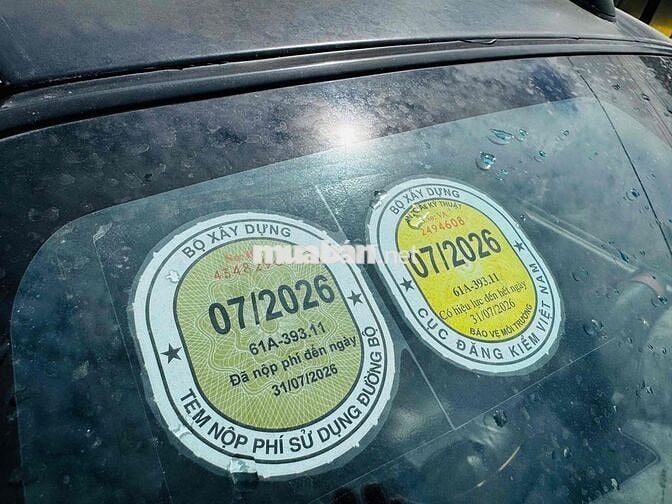 BỘ XÂY DỰNG
07/2026
61A-393.11
Đã nộp phí đến ngày
31/07/2026
TEM NỘP PHÍ SỬ DỤNG ĐƯỜNG BỘ
muaban.net
BỘ XÂY DỰNG
2494608
07/2026
61A-393.11
Có hiệu lực đến hết ngày
31/07/2026
BẢO VỆ MÔI TRƯỜNG
CỤC ĐĂNG KIỂM VIỆT NAM